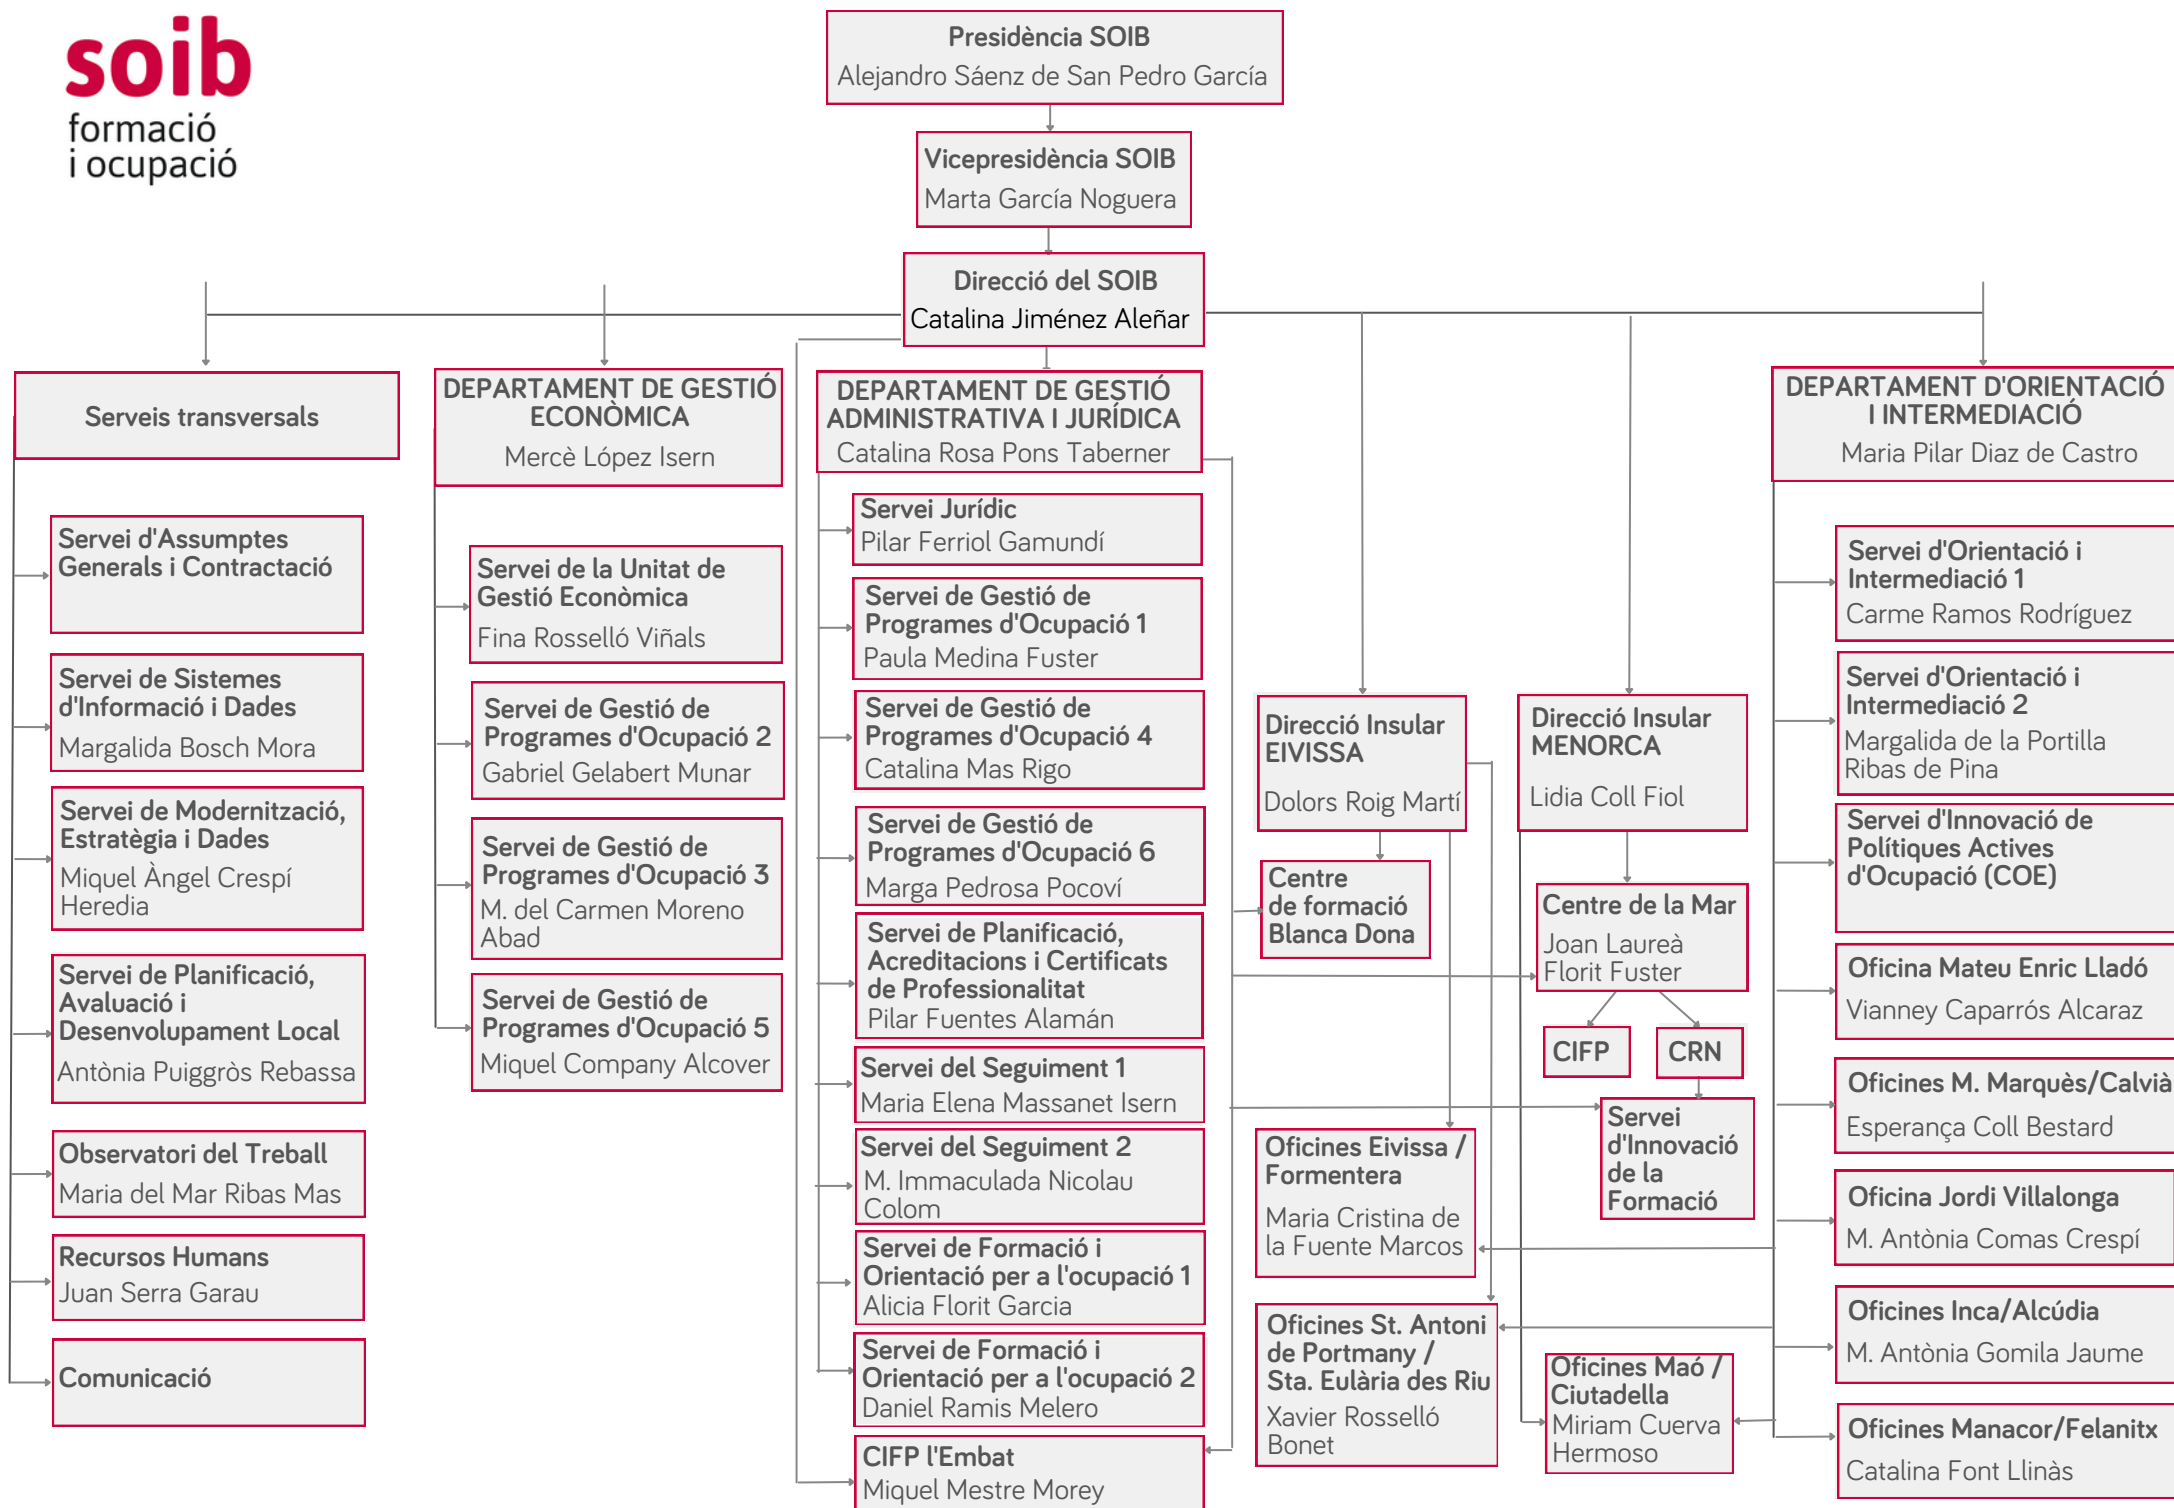 soib
formació
i ocupació
Presidència SOIB
Alejandro Sáenz de San Pedro García
Vicepresidència SOIB
Marta García Noguera
Direcció del SOIB
Catalina Jiménez Aleñar
Serveis transversals
Servei d'Assumptes
Generals i Contractació
Servei de Sistemes
d'Informació i Dades
Margalida Bosch Mora
Servei de Modernització,
Estratègia i Dades
Miquel Àngel Crespí
Heredia
Servei de Planificació,
Avaluació i
Desenvolupament Local
Antònia Puiggròs Rebassa
Observatori del Treball
Maria del Mar Ribas Mas
Recursos Humans
Juan Serra Garau
Comunicació
DEPARTAMENT DE GESTIÓ
ECONÒMICA
Mercè López Isern
Servei de la Unitat de
Gestió Econòmica
Fina Rosselló Viñals
Servei de Gestió de
Programes d'Ocupació 2
Gabriel Gelabert Munar
Servei de Gestió de
Programes d'Ocupació 3
M. del Carmen Moreno
Abad
Servei de Gestió de
Programes d'Ocupació 5
Miquel Company Alcover
DEPARTAMENT DE GESTIÓ
ADMINISTRATIVA I JURÍDICA
Catalina Rosa Pons Taberner
Servei Jurídic
Pilar Ferriol Gamundí
Servei de Gestió de
Programes d'Ocupació 1
Paula Medina Fuster
Servei de Gestió de
Programes d'Ocupació 4
Catalina Mas Rigo
Servei de Gestió de
Programes d'Ocupació 6
Marga Pedrosa Pocoví
Servei de Planificació,
Acreditacions i Certificats
de Professionalitat
Pilar Fuentes Alamán
Servei del Seguiment 1
Maria Elena Massanet Isern
Servei del Seguiment 2
M. Immaculada Nicolau
Colom
Servei de Formació i
Orientació per a l'ocupació 1
Alicia Florit Garcia
Servei de Formació i
Orientació per a l'ocupació 2
Daniel Ramis Melero
CIFP l'Embat
Miquel Mestre Morey
Direcció Insular
EIVISSA
Dolors Roig Martí
Centre
de formació
Blanca Dona
Oficines Eivissa /
Formentera
Maria Cristina de
la Fuente Marcos
Oficines St. Antoni
de Portmany /
Sta. Eulària des Riu
Xavier Rosselló
Bonet
Direcció Insular
MENORCA
Lidia Coll Fiol
Centre de la Mar
Joan Laureà
Florit Fuster
CIFP
CRN
Servei
d'Innovació
de la
Formació
Oficines Maó /
Ciutadella
Miriam Cuerva
Hermoso
DEPARTAMENT D'ORIENTACIÓ
I INTERMEDIACIÓ
Maria Pilar Diaz de Castro
Servei d'Orientació i
Intermediació 1
Carme Ramos Rodríguez
Servei d'Orientació i
Intermediació 2
Margalida de la Portilla
Ribas de Pina
Servei d'Innovació de
Polítiques Actives
d'Ocupació (COE)
Oficina Mateu Enric Lladó
Vianney Caparrós Alcaraz
Oficines M. Marquès/Calvià
Esperança Coll Bestard
Oficina Jordi Villalonga
M. Antònia Comas Crespí
Oficines Inca/Alcúdia
M. Antònia Gomila Jaume
Oficines Manacor/Felanitx
Catalina Font Llinàs